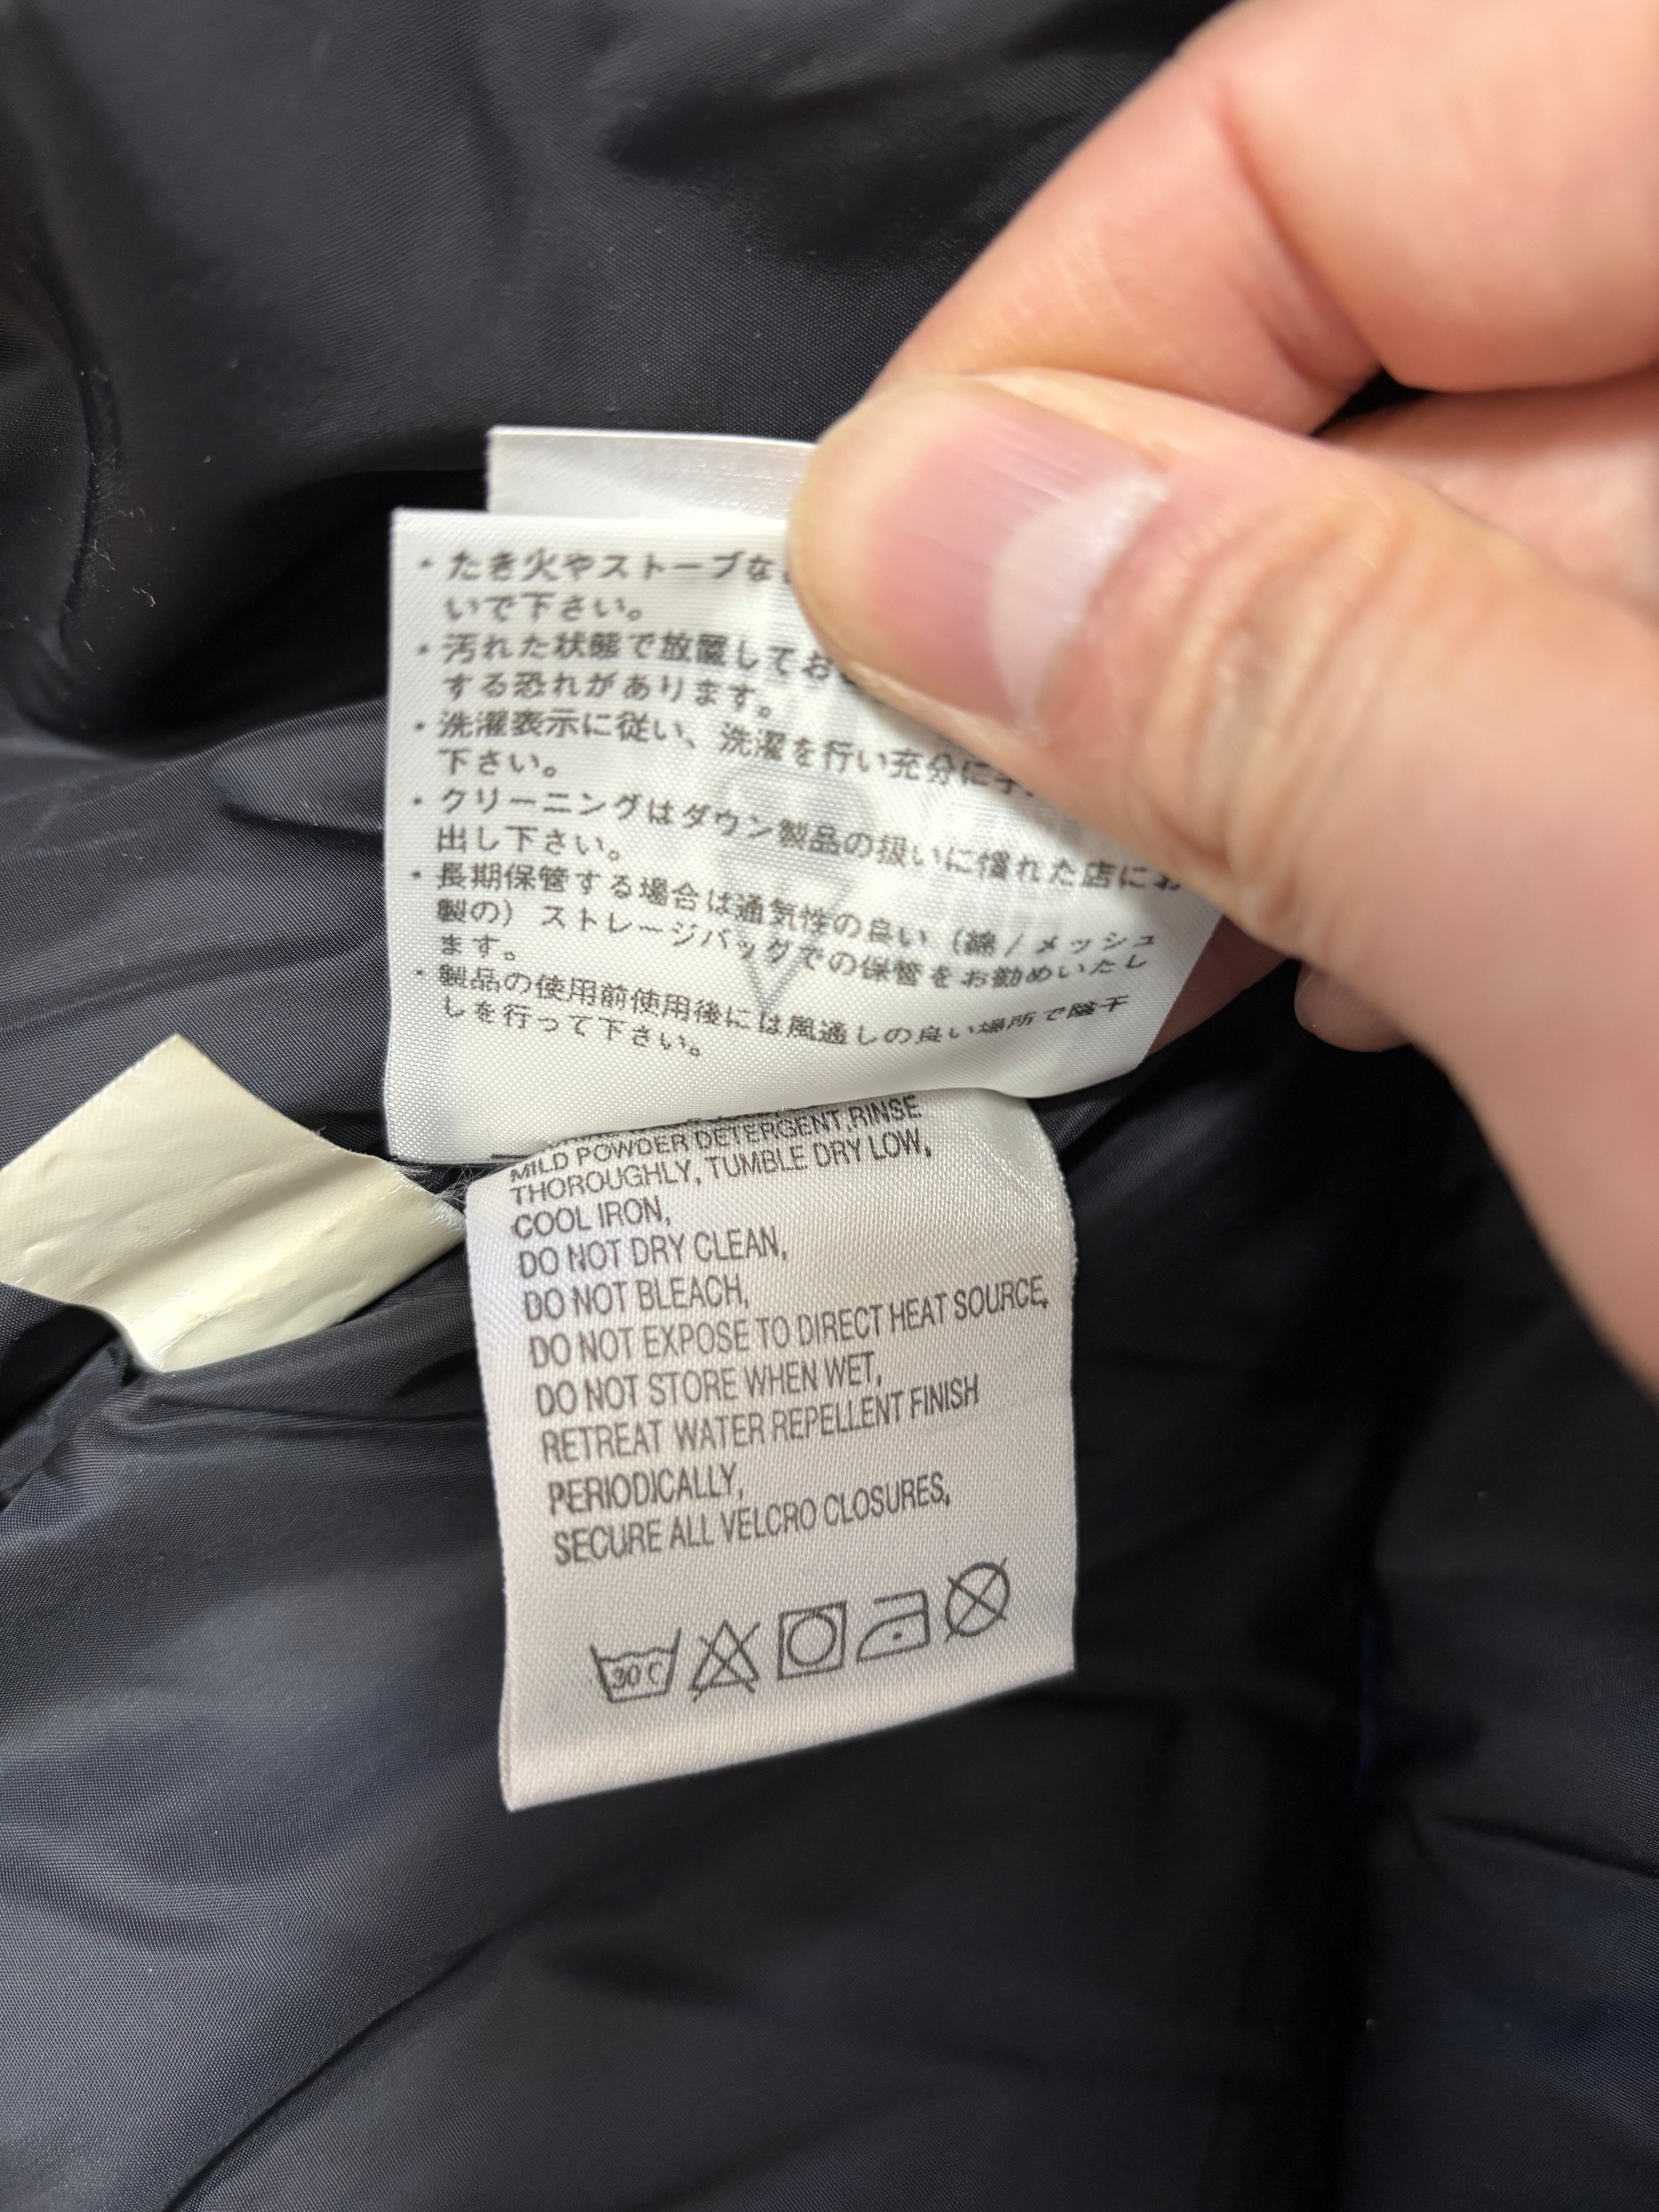 ・たき火やストーブな
いで下さい。
・汚れた状態で放置してお
する恐れがあります。
・洗濯表示に従い、洗濯を行い充分に
下さい。
・クリーニングはダウン製品の扱いに慣れた店にお
出し下さい。
・長期保管する場合は通気性の良い（綿/メッシュ
製の）ストレージバッグでの保管をお勧めいたし
ます。
・製品の使用前使用後には風通しの良い場所で陰干
しを行って下さい。
MILD POWDER DETERGENT,RINSE
THOROUGHLY, TUMBLE DRY LOW,
COOL IRON,
DO NOT DRY CLEAN,
DO NOT BLEACH,
DO NOT EXPOSE TO DIRECT HEAT SOURCE,
DO NOT STORE WHEN WET,
RETREAT WATER REPELLENT FINISH
PERIODICALLY,
SECURE ALL VELCRO CLOSURES,
30 C